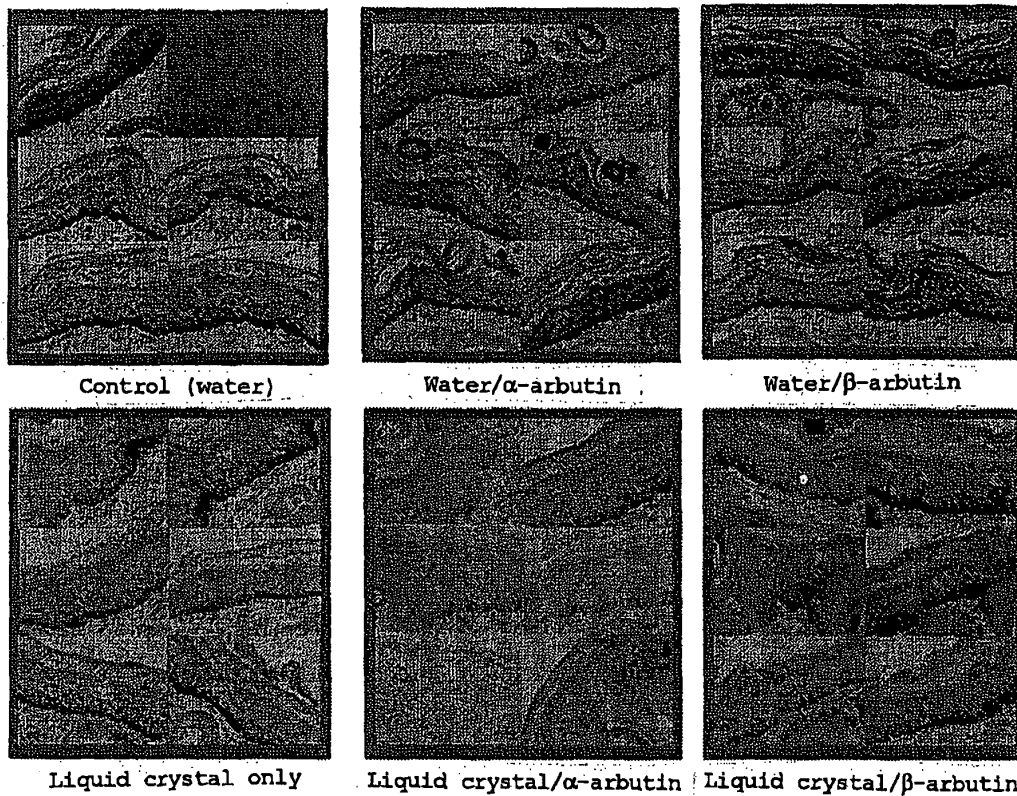 Control (water)
Water/α-arbutin
Water/β-arbutin
Liquid crystal only
Liquid crystal/α-arbutin
Liquid crystal/β-arbutin